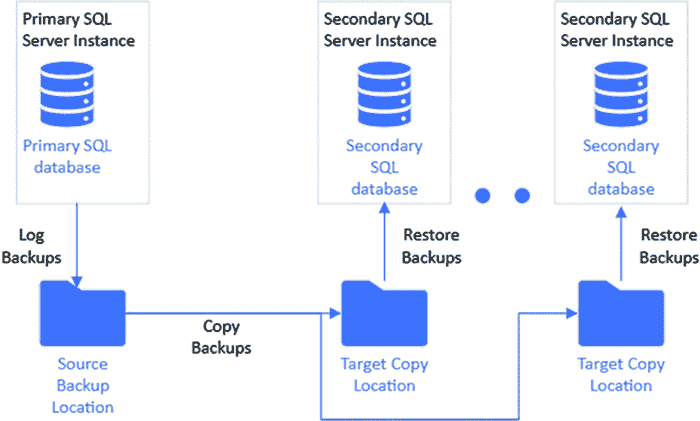 Primary SQL
Server Instance
Primary SQL
database
Secondary SQL
Server Instance
Secondary
SQL
database
Secondary SQL
Server Instance
Secondary
SQL
database
Log
Backups
Restore
Backups
Restore
Backups
Copy
Backups
Source
Backup
Location
Target Copy
Location
Target Copy
Location